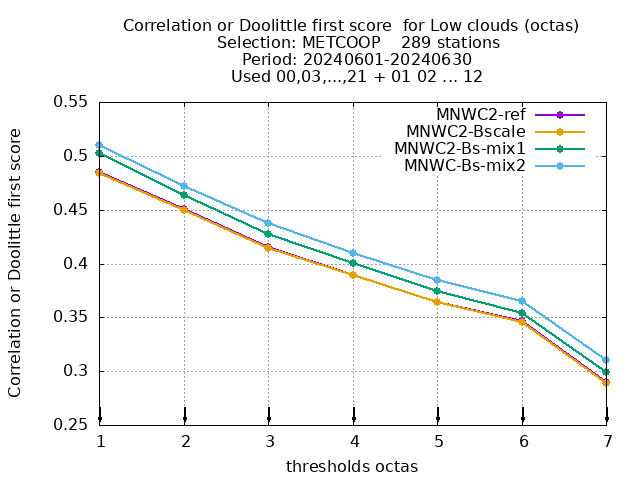 Correlation or Doolittle first score  for Low clouds (octas)
Selection: METCOOP    289 stations
Period: 20240601-20240630
Used 00,03,...,21 + 01 02 ... 12
Correlation or Doolittle first score
0.55
0.5
0.45
0.4
0.35
0.3
0.25
MNWC2-ref
MNWC2-Bscale
MNWC2-Bs-mix1
MNWC-Bs-mix2
1 2 3 4 5 6 7
thresholds octas